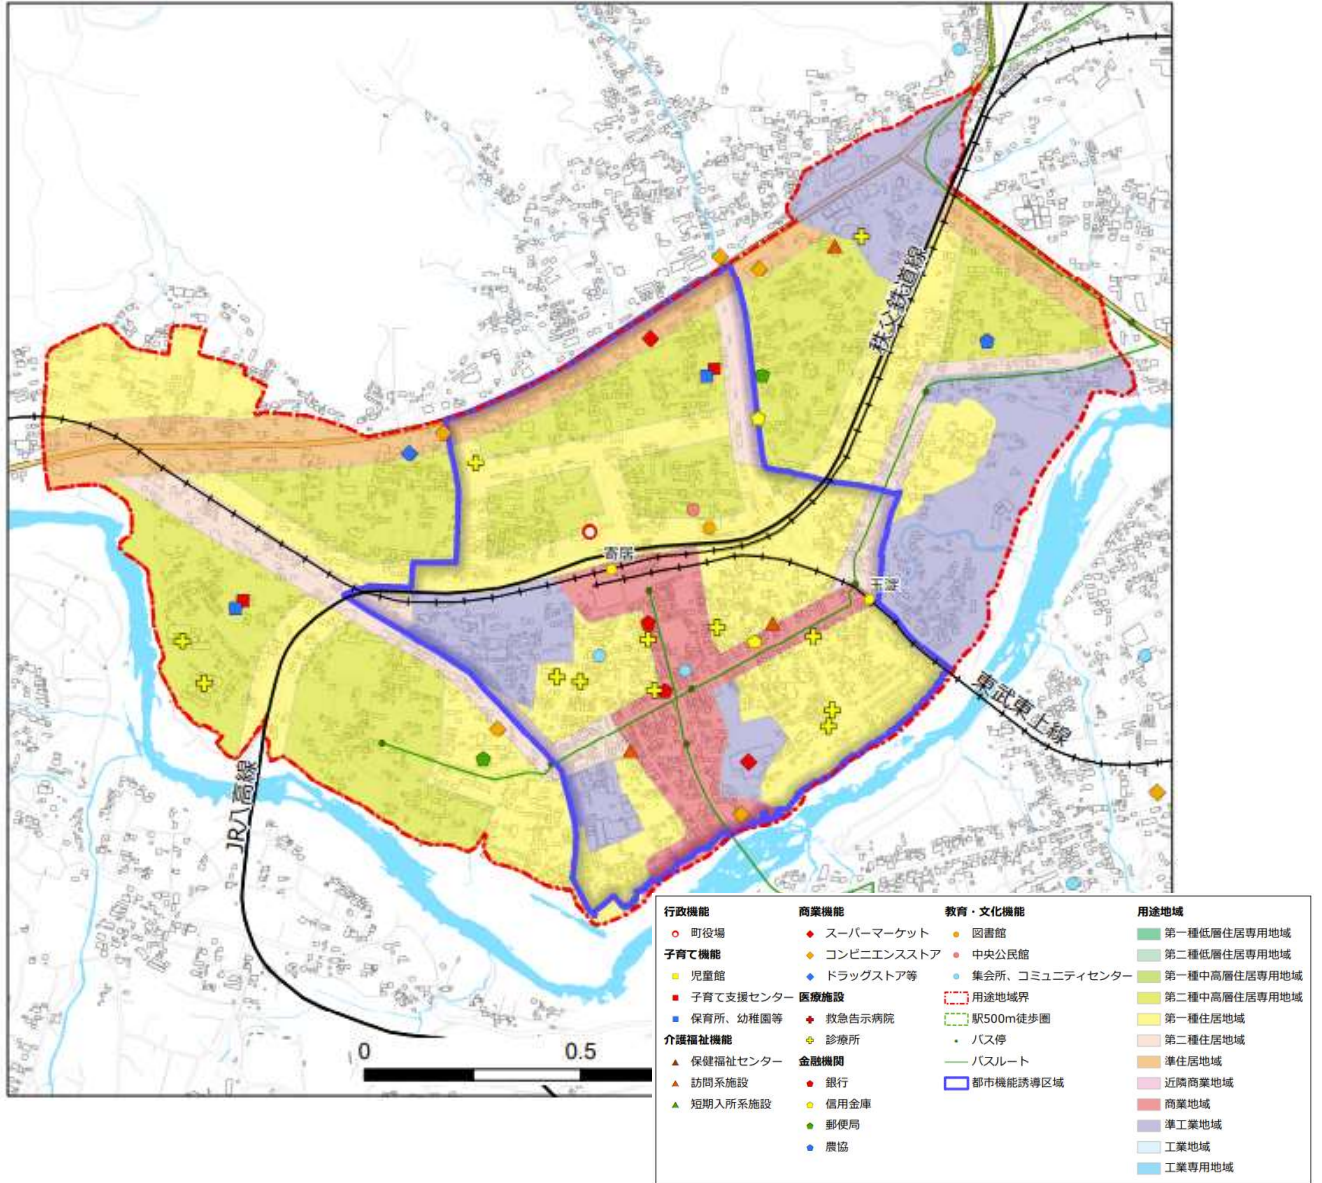 秩父鉄道線
寄居
玉淀
東武東上線
JR八高線
0 0.5
行政機能
町役場
子育て機能
児童館
子育て支援センター
保育所、幼稚園等
介護福祉機能
保健福祉センター
訪問系施設
短期入所系施設
商業機能
スーパーマーケット
コンビニエンスストア
ドラッグストア等
医療施設
救急告示病院
診療所
金融機関
銀行
信用金庫
郵便局
農協
教育・文化機能
図書館
中央公民館
集会所、コミュニティセンター
用途地域界
駅500m徒歩圏
バス停
バスルート
都市機能誘導区域
用途地域
第一種低層住居専用地域
第二種低層住居専用地域
第一種中高層住居専用地域
第二種中高層住居専用地域
第一種住居地域
第二種住居地域
準住居地域
近隣商業地域
商業地域
準工業地域
工業地域
工業専用地域